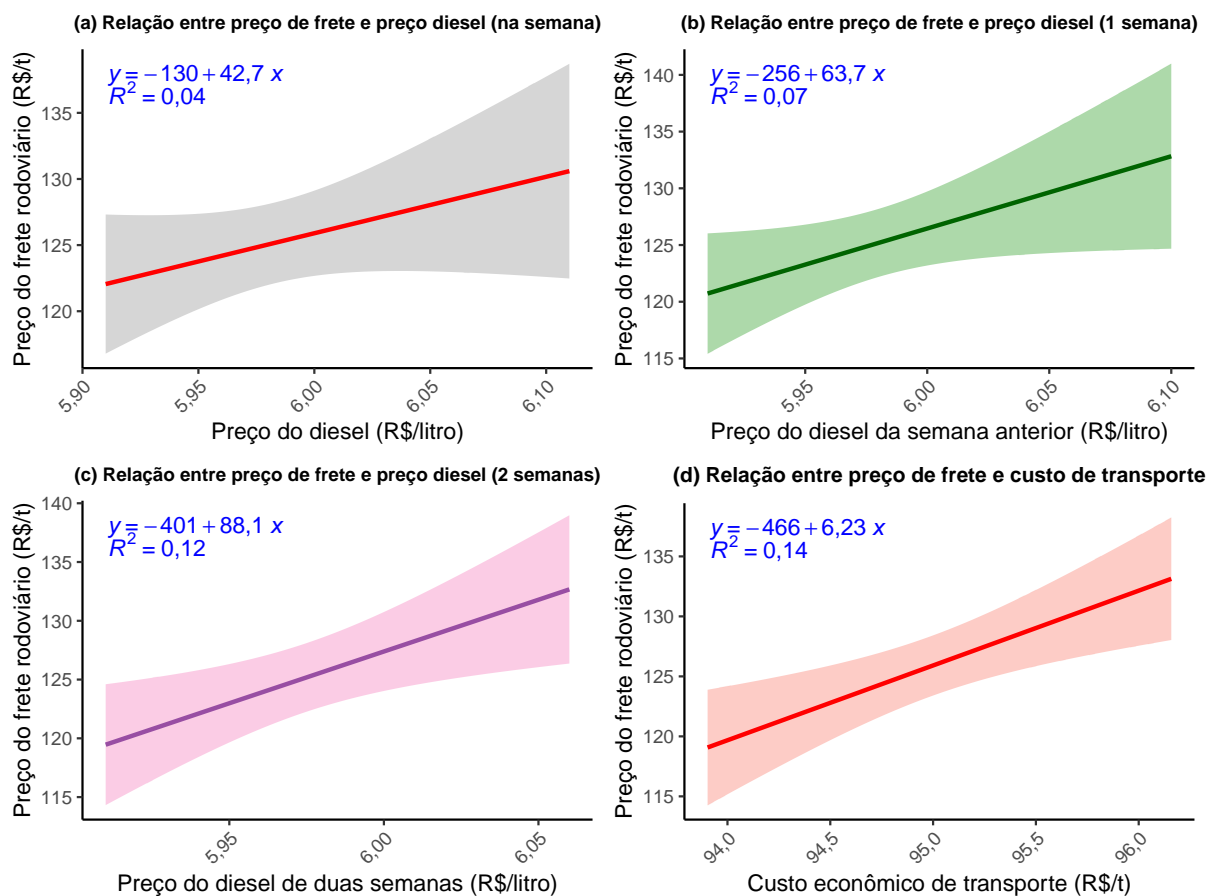 (a) Relação entre preço de frete e preço diesel (na semana)
y = −130 + 42,7 x
R² = 0,04
Preço do frete rodoviário (R$/t)
135
130
125
120
5,90
5,95
6,00
6,05
6,10
Preço do diesel (R$/litro)
(b) Relação entre preço de frete e preço diesel (1 semana)
y = −256 + 63,7 x
R² = 0,07
Preço do frete rodoviário (R$/t)
140
135
130
125
120
115
5,95
6,00
6,05
6,10
Preço do diesel da semana anterior (R$/litro)
(c) Relação entre preço de frete e preço diesel (2 semanas)
y = −401 + 88,1 x
R² = 0,12
Preço do frete rodoviário (R$/t)
140
135
130
125
120
115
5,95
6,00
6,05
Preço do diesel de duas semanas (R$/litro)
(d) Relação entre preço de frete e custo de transporte
y = −466 + 6,23 x
R² = 0,14
Preço do frete rodoviário (R$/t)
135
130
125
120
115
94,0
94,5
95,0
95,5
96,0
Custo econômico de transporte (R$/t)